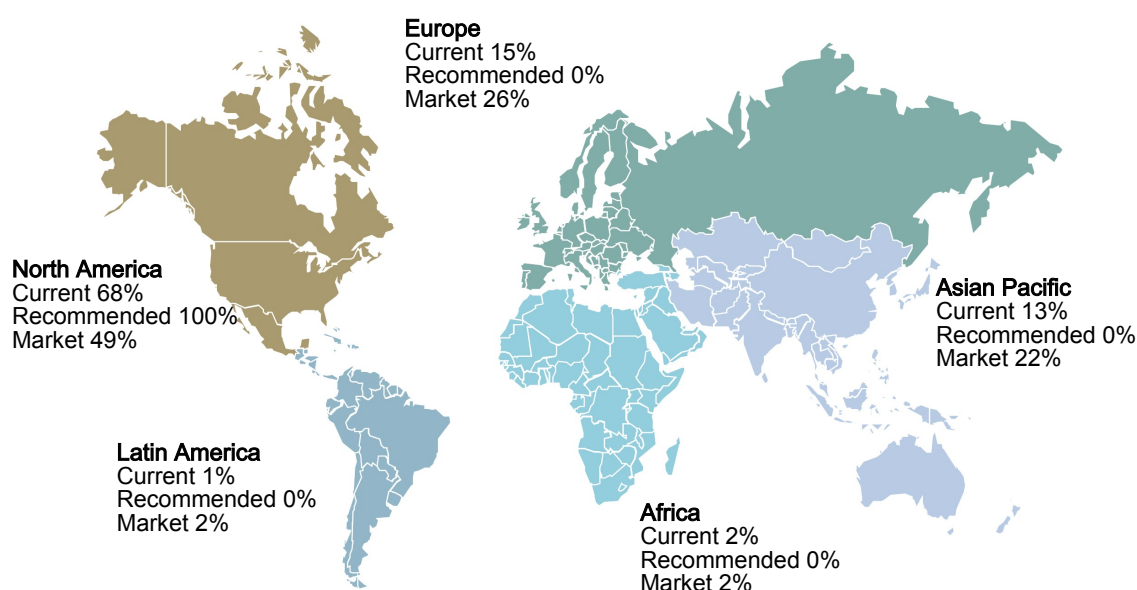 Europe
Current 15%
Recommended 0%
Market 26%
North America
Current 68%
Recommended 100%
Market 49%
Asian Pacific
Current 13%
Recommended 0%
Market 22%
Latin America
Current 1%
Recommended 0%
Market 2%
Africa
Current 2%
Recommended 0%
Market 2%